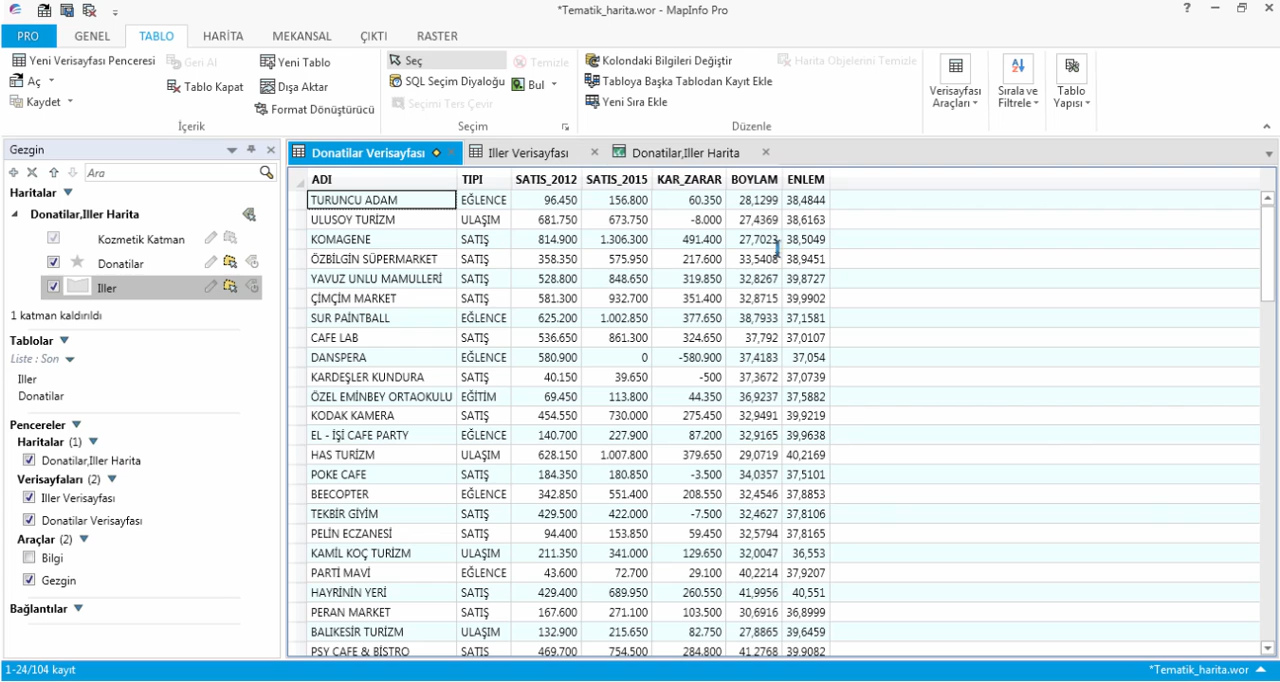 *Tematik_harita.wor - MapInfo Pro
PRO GENEL TABLO HARİTA MEKANSAL ÇIKTI RASTER
Yeni Verisayfası Penceresi Geri Al
Aç Tablo Kapat
Kaydet
Yeni Tablo
Dışa Aktar
Format Dönüştürücü
İçerik
Seç Temizle
SQL Seçim Diyaloğu Bul
Seçimi Ters Çevir
Seçim
Kolondaki Bilgileri Değiştir Harita Objelerini Temizle
Tabloya Başka Tablodan Kayıt Ekle
Yeni Sıra Ekle
Düzenle
Verisayfası Araçları
Sırala ve Filtrele
Tablo Yapısı
Gezgin
Ara
Haritalar
Donatilar,Iller Harita
Kozmetik Katman
Donatilar
Iller
1 katman kaldırıldı
Tablolar
Liste : Son
Iller
Donatilar
Pencereler
Haritalar (1)
Donatilar,Iller Harita
Verisayfaları (2)
Iller Verisayfası
Donatilar Verisayfası
Araçlar (2)
Bilgi
Gezgin
Bağlantılar
Donatilar Verisayfası Iller Verisayfası Donatilar,Iller Harita
ADI TIPI SATIS_2012 SATIS_2015 KAR_ZARAR BOYLAM ENLEM
TURUNCU ADAM EĞLENCE 96.450 156.800 60.350 28,1299 38,4844
ULUSOY TURİZM ULAŞIM 681.750 673.750 -8.000 27,4369 38,6163
KOMAGENE SATIŞ 814.900 1.306.300 491.400 27,7023 38,5049
ÖZBİLGİN SÜPERMARKET SATIŞ 358.350 575.950 217.600 33,5408 38,9451
YAVUZ UNLU MAMULLERİ SATIŞ 528.800 848.650 319.850 32,8267 39,8727
ÇİMÇİM MARKET SATIŞ 581.300 932.700 351.400 32,8715 39,9902
SUR PAİNTBALL EĞLENCE 625.200 1.002.850 377.650 38,7933 37,1581
CAFE LAB SATIŞ 536.650 861.300 324.650 37,792 37,0107
DANSPERA EĞLENCE 580.900 0 -580.900 37,4183 37,054
KARDEŞLER KUNDURA SATIŞ 40.150 39.650 -500 37,3672 37,0739
ÖZEL EMİNBEY ORTAOKULU EĞİTİM 69.450 113.800 44.350 36,9237 37,5882
KODAK KAMERA SATIŞ 454.550 730.000 275.450 32,9491 39,9219
EL - İŞİ CAFE PARTY EĞLENCE 140.700 227.900 87.200 32,9165 39,9638
HAS TURİZM ULAŞIM 628.150 1.007.800 379.650 29,0719 40,2169
POKE CAFE SATIŞ 184.350 180.850 -3.500 34,0357 37,5101
BEECOPTER EĞLENCE 342.850 551.400 208.550 32,4546 37,8853
TEKBİR GİYİM SATIŞ 429.500 422.000 -7.500 32,4627 37,8106
PELİN ECZANESİ SATIŞ 94.400 153.850 59.450 32,5794 37,8165
KAMİL KOÇ TURİZM ULAŞIM 211.350 341.000 129.650 32,0047 36,553
PARTİ MAVİ EĞLENCE 43.600 72.700 29.100 40,2214 37,9207
HAYRİNİN YERİ SATIŞ 429.400 689.950 260.550 41,9956 40,551
PERAN MARKET SATIŞ 167.600 271.100 103.500 30,6916 36,8999
BALIKESİR TURİZM ULAŞIM 132.900 215.650 82.750 27,8865 39,6459
PSY CAFE & BİSTRO SATIŞ 469.700 754.500 284.800 41,2768 39,9082
1-24/104 kayıt
*Tematik_harita.wor